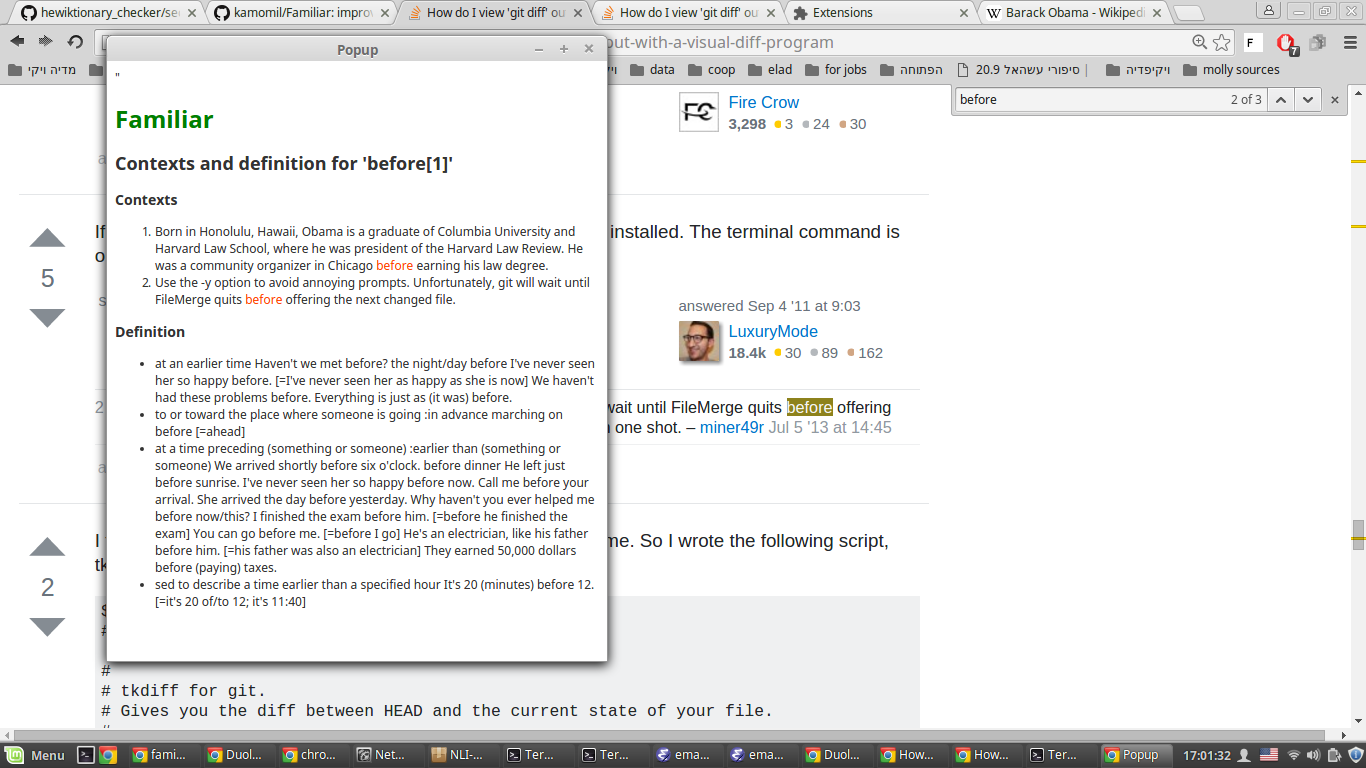 hewiktionary_checker/se
kamomil/Familiar: improv
How do I view 'git diff' ou
How do I view 'git diff' ou
Extensions
Barack Obama - Wikipedi
out-with-a-visual-diff-program
F
7
מדיה ויקי
data
coop
elad
for jobs
הפתוחה
סיפורי עשהאל 20.9 |
ויקיפדיה
molly sources
Popup
before
2 of 3
"
Familiar
Contexts and definition for 'before[1]'
Contexts
1. Born in Honolulu, Hawaii, Obama is a graduate of Columbia University and
Harvard Law School, where he was president of the Harvard Law Review. He
was a community organizer in Chicago before earning his law degree.
2. Use the -y option to avoid annoying prompts. Unfortunately, git will wait until
FileMerge quits before offering the next changed file.
Definition
• at an earlier time Haven't we met before? the night/day before I've never seen
her so happy before. [=I've never seen her as happy as she is now] We haven't
had these problems before. Everything is just as (it was) before.
• to or toward the place where someone is going :in advance marching on
before [=ahead]
• at a time preceding (something or someone) :earlier than (something or
someone) We arrived shortly before six o'clock. before dinner He left just
before sunrise. I've never seen her so happy before now. Call me before your
arrival. She arrived the day before yesterday. Why haven't you ever helped me
before now/this? I finished the exam before him. [=before he finished the
exam] You can go before me. [=before I go] He's an electrician, like his father
before him. [=his father was also an electrician] They earned 50,000 dollars
before (paying) taxes.
• sed to describe a time earlier than a specified hour It's 20 (minutes) before 12.
[=it's 20 of/to 12; it's 11:40]
Fire Crow
3,298 3 24 30
5
If
installed. The terminal command is
answered Sep 4 '11 at 9:03
LuxuryMode
18.4k 30 89 162
2
wait until FileMerge quits before offering
one shot. – miner49r Jul 5 '13 at 14:45
2
I
me. So I wrote the following script,
tk
$
#
#
# tkdiff for git.
# Gives you the diff between HEAD and the current state of your file.
#
Menu
fami...
Duol...
chro...
Net...
NLI-...
Ter...
Ter...
ema...
ema...
Duol...
How...
How...
Ter...
Popup
17:01:32